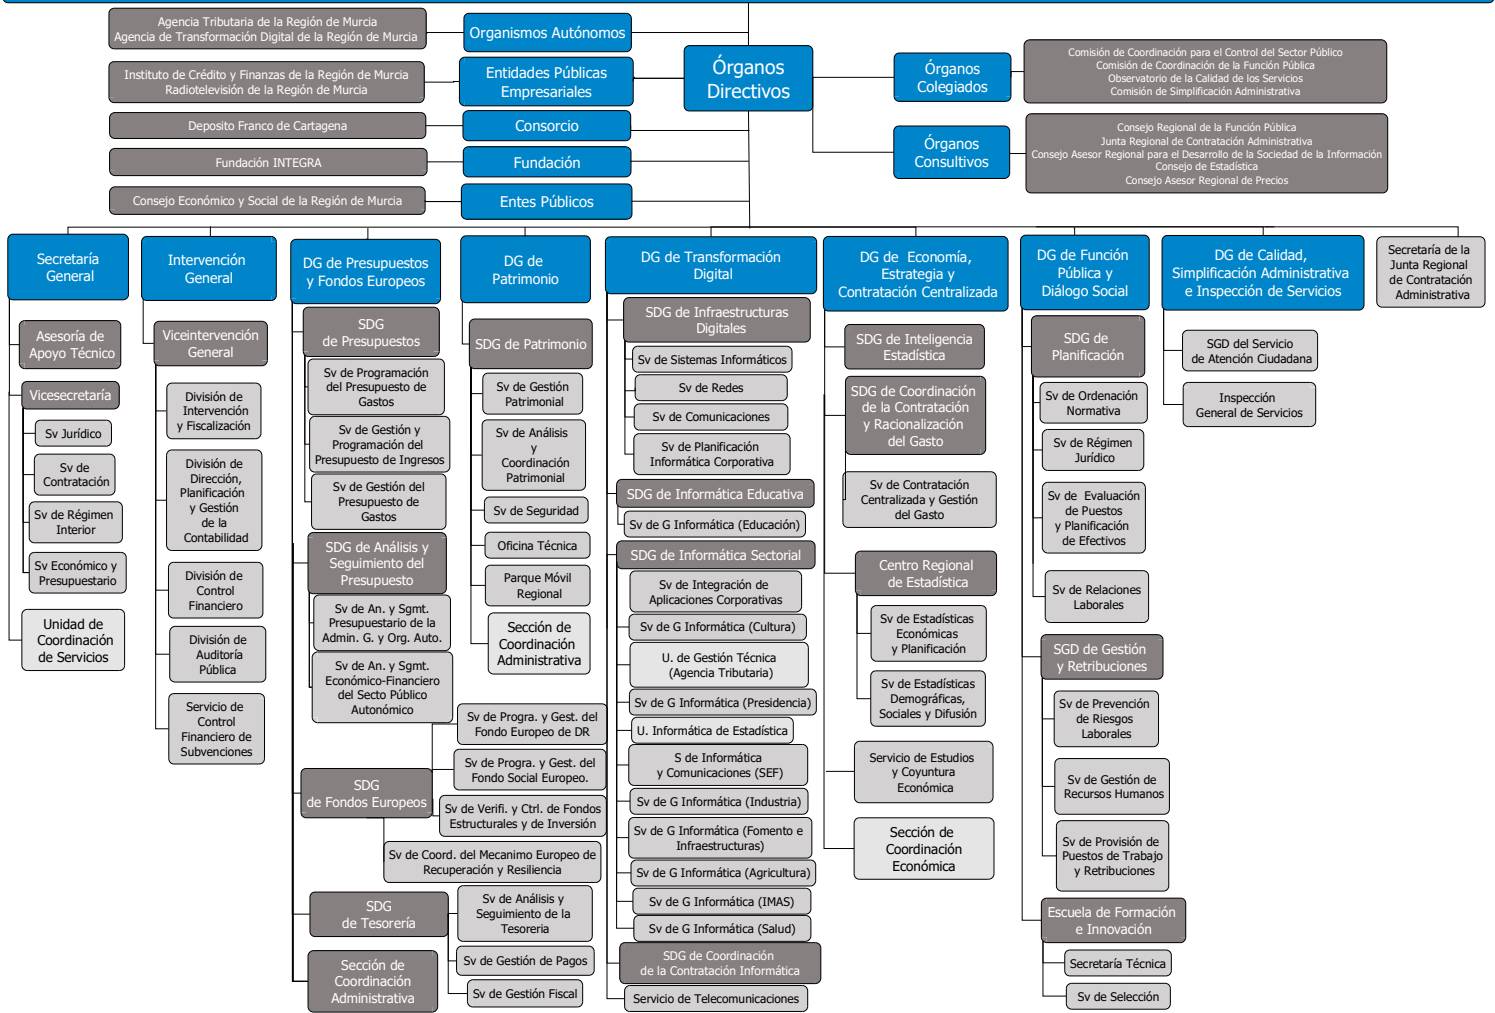 Agencia Tributaria de la Región de Murcia
Agencia de Transformación Digital de la Región de Murcia
Organismos Autónomos
Instituto de Crédito y Finanzas de la Región de Murcia
Radiotelevisión de la Región de Murcia
Entidades Públicas
Empresariales
Deposito Franco de Cartagena
Consorcio
Fundación INTEGRA
Fundación
Consejo Económico y Social de la Región de Murcia
Entes Públicos
Órganos
Directivos
Órganos
Colegiados
Comisión de Coordinación para el Control del Sector Público
Comisión de Coordinación de la Función Pública
Observatorio de la Calidad de los Servicios
Comisión de Simplificación Administrativa
Órganos
Consultivos
Consejo Regional de la Función Pública
Junta Regional de Contratación Administrativa
Consejo Asesor Regional para el Desarrollo de la Sociedad de la Información
Consejo de Estadística
Consejo Asesor Regional de Precios
Secretaría
General
Asesoría de
Apoyo Técnico
Vicesecretaría
Sv Jurídico
Sv de
Contratación
Sv de Régimen
Interior
Sv Económico y
Presupuestario
Unidad de
Coordinación
de Servicios
Intervención
General
Viceintervención
General
División de
Intervención
y Fiscalización
División de
Dirección,
Planificación
y Gestión
de la
Contabilidad
División de
Control
Financiero
División de
Auditoría
Pública
Servicio de
Control
Financiero de
Subvenciones
DG de Presupuestos
y Fondos Europeos
SDG
de Presupuestos
Sv de Programación
del Presupuesto de
Gastos
Sv de Gestión y
Programación del
Presupuesto de Ingresos
Sv de Gestión del
Presupuesto de
Gastos
SDG de Análisis y
Seguimiento del
Presupuesto
Sv de An. y Sgmt.
Presupuestario de la
Admin. G. y Org. Auto.
Sv de An. y Sgmt.
Económico-Financiero
del Secto Público
Autonómico
SDG
de Fondos Europeos
Sv de Progra. y Gest. del
Fondo Europeo de DR
Sv de Progra. y Gest. del
Fondo Social Europeo.
Sv de Verifi. y Ctrl. de Fondos
Estructurales y de Inversión
Sv de Coord. del Mecanimo Europeo de
Recuperación y Resiliencia
SDG
de Tesorería
Sv de Análisis y
Seguimiento de la
Tesoreria
Sv de Gestión de Pagos
Sv de Gestión Fiscal
Sección de
Coordinación
Administrativa
DG de
Patrimonio
SDG de Patrimonio
Sv de Gestión
Patrimonial
Sv de Análisis
y
Coordinación
Patrimonial
Sv de Seguridad
Oficina Técnica
Parque Móvil
Regional
Sección de
Coordinación
Administrativa
DG de Transformación
Digital
SDG de Infraestructuras
Digitales
Sv de Sistemas Informáticos
Sv de Redes
Sv de Comunicaciones
Sv de Planificación
Informática Corporativa
SDG de Informática Educativa
Sv de G Informática (Educación)
SDG de Informática Sectorial
Sv de Integración de
Aplicaciones Corporativas
Sv de G Informática (Cultura)
U. de Gestión Técnica
(Agencia Tributaria)
Sv de G Informática (Presidencia)
U. Informática de Estadística
S de Informática
y Comunicaciones (SEF)
Sv de G Informática (Industria)
Sv de G Informática (Fomento e
Infraestructuras)
Sv de G Informática (Agricultura)
Sv de G Informática (IMAS)
Sv de G Informática (Salud)
SDG de Coordinación
de la Contratación Informática
Servicio de Telecomunicaciones
DG de Economía,
Estrategia y
Contratación Centralizada
SDG de Inteligencia
Estadística
SDG de Coordinación
de la Contratación
y Racionalización
del Gasto
Sv de Contratación
Centralizada y Gestión
del Gasto
Centro Regional
de Estadística
Sv de Estadísticas
Económicas
y Planificación
Sv de Estadísticas
Demográficas,
Sociales y Difusión
Servicio de Estudios
y Coyuntura
Económica
Sección de
Coordinación
Económica
DG de Función
Pública y
Diálogo Social
SDG de
Planificación
Sv de Ordenación
Normativa
Sv de Régimen
Jurídico
Sv de Evaluación
de Puestos
y Planificación
de Efectivos
Sv de Relaciones
Laborales
SGD de Gestión
y Retribuciones
Sv de Prevención
de Riesgos
Laborales
Sv de Gestión de
Recursos Humanos
Sv de Provisión de
Puestos de Trabajo
y Retribuciones
Escuela de Formación
e Innovación
Secretaría Técnica
Sv de Selección
DG de Calidad,
Simplificación Administrativa
e Inspección de Servicios
SGD del Servicio
de Atención Ciudadana
Inspección
General de Servicios
Secretaría de la
Junta Regional
de Contratación
Administrativa